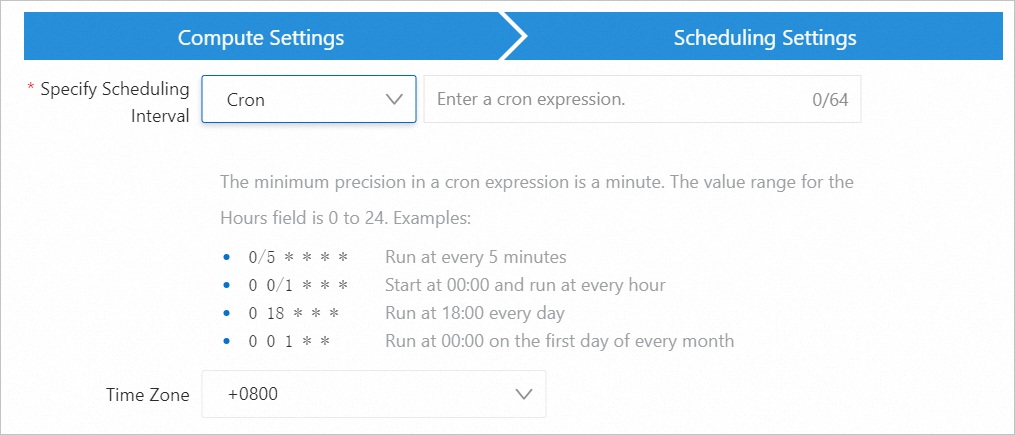 Compute Settings
Scheduling Settings
* Specify Scheduling
Interval
Cron
Enter a cron expression.
0/64
The minimum precision in a cron expression is a minute. The value range for the
Hours field is 0 to 24. Examples:
• 0/5 * * * * Run at every 5 minutes
• 0 0/1 * * * Start at 00:00 and run at every hour
• 0 18 * * * Run at 18:00 every day
• 0 0 1 * * Run at 00:00 on the first day of every month
Time Zone
+0800